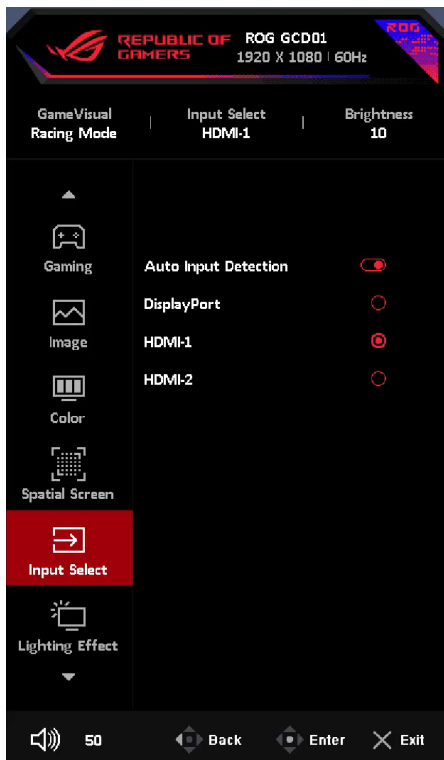 ROG
REPUBLIC OF GAMERS
ROG GCD01
1920 X 1080 | 60Hz
GameVisual
Racing Mode
Input Select
HDMI-1
Brightness
10
Gaming
Image
Color
Spatial Screen
Input Select
Lighting Effect
Auto Input Detection
DisplayPort
HDMI-1
HDMI-2
50
Back
Enter
Exit